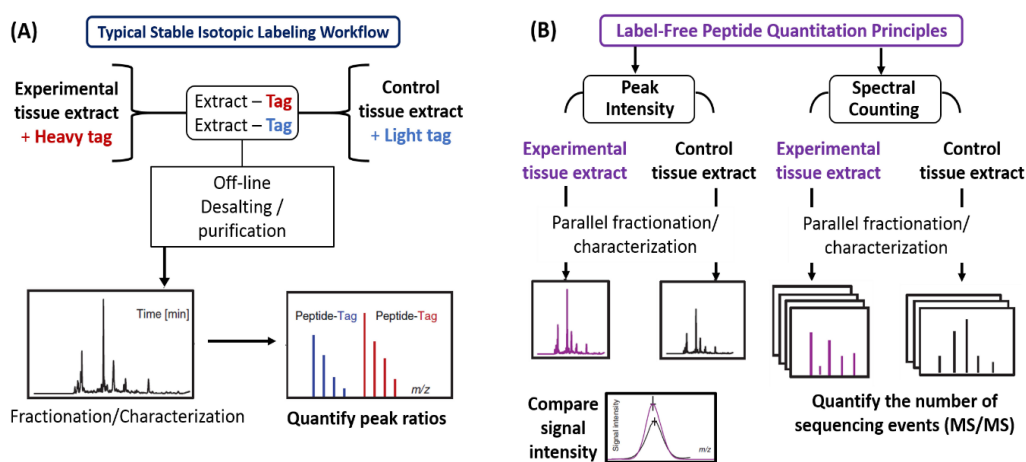 (A)
Typical Stable Isotopic Labeling Workflow
Experimental
tissue extract
+ Heavy tag
Extract – Tag
Extract – Tag
Control
tissue extract
+ Light tag
Off-line
Desalting /
purification
Time [min]
Fractionation/Characterization
Peptide-Tag
Peptide-Tag
m/z
Quantify peak ratios
(B)
Label-Free Peptide Quantitation Principles
Peak
Intensity
Spectral
Counting
Experimental
tissue extract
Control
tissue extract
Experimental
tissue extract
Control
tissue extract
Parallel fractionation/
characterization
Parallel fractionation/
characterization
Compare
signal
intensity
Signal intensity
m/z
Quantify the number of
sequencing events (MS/MS)